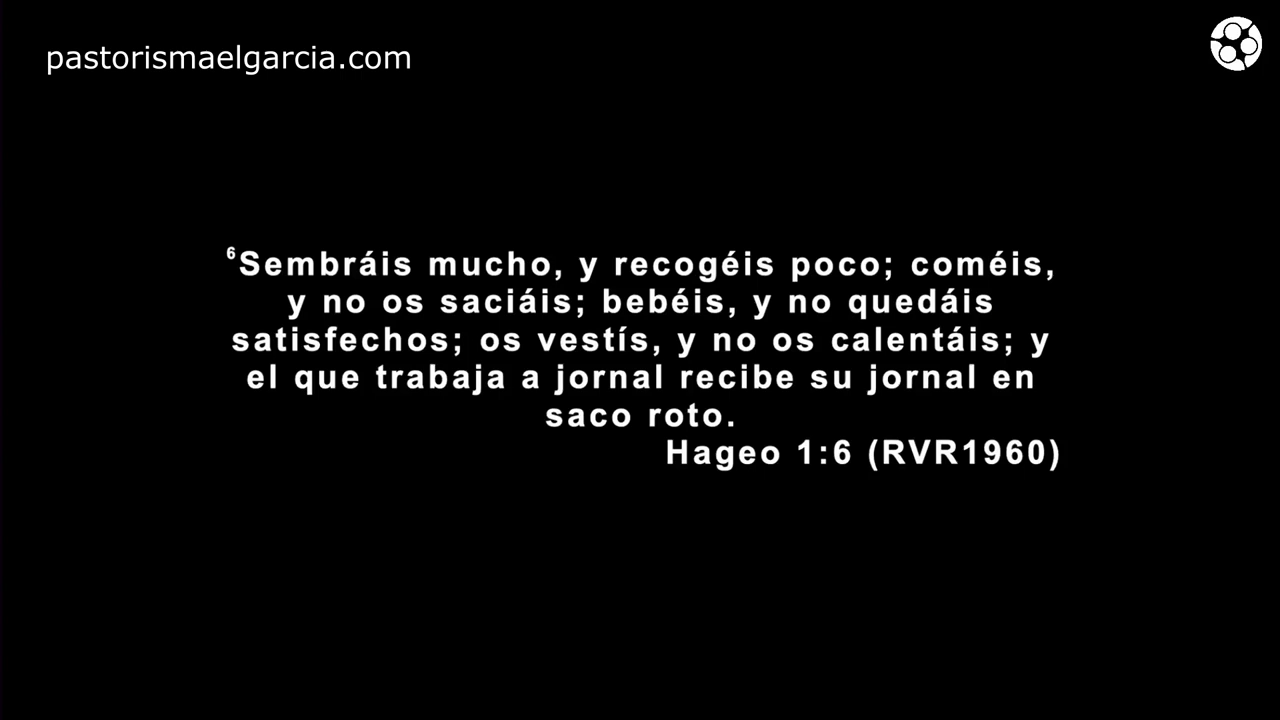 pastorismaelgarcia.com
⁶Sembráis mucho, y recogéis poco; coméis,
y no os saciáis; bebéis, y no quedáis
satisfechos; os vestís, y no os calentáis; y
el que trabaja a jornal recibe su jornal en
saco roto.
Hageo 1:6 (RVR1960)